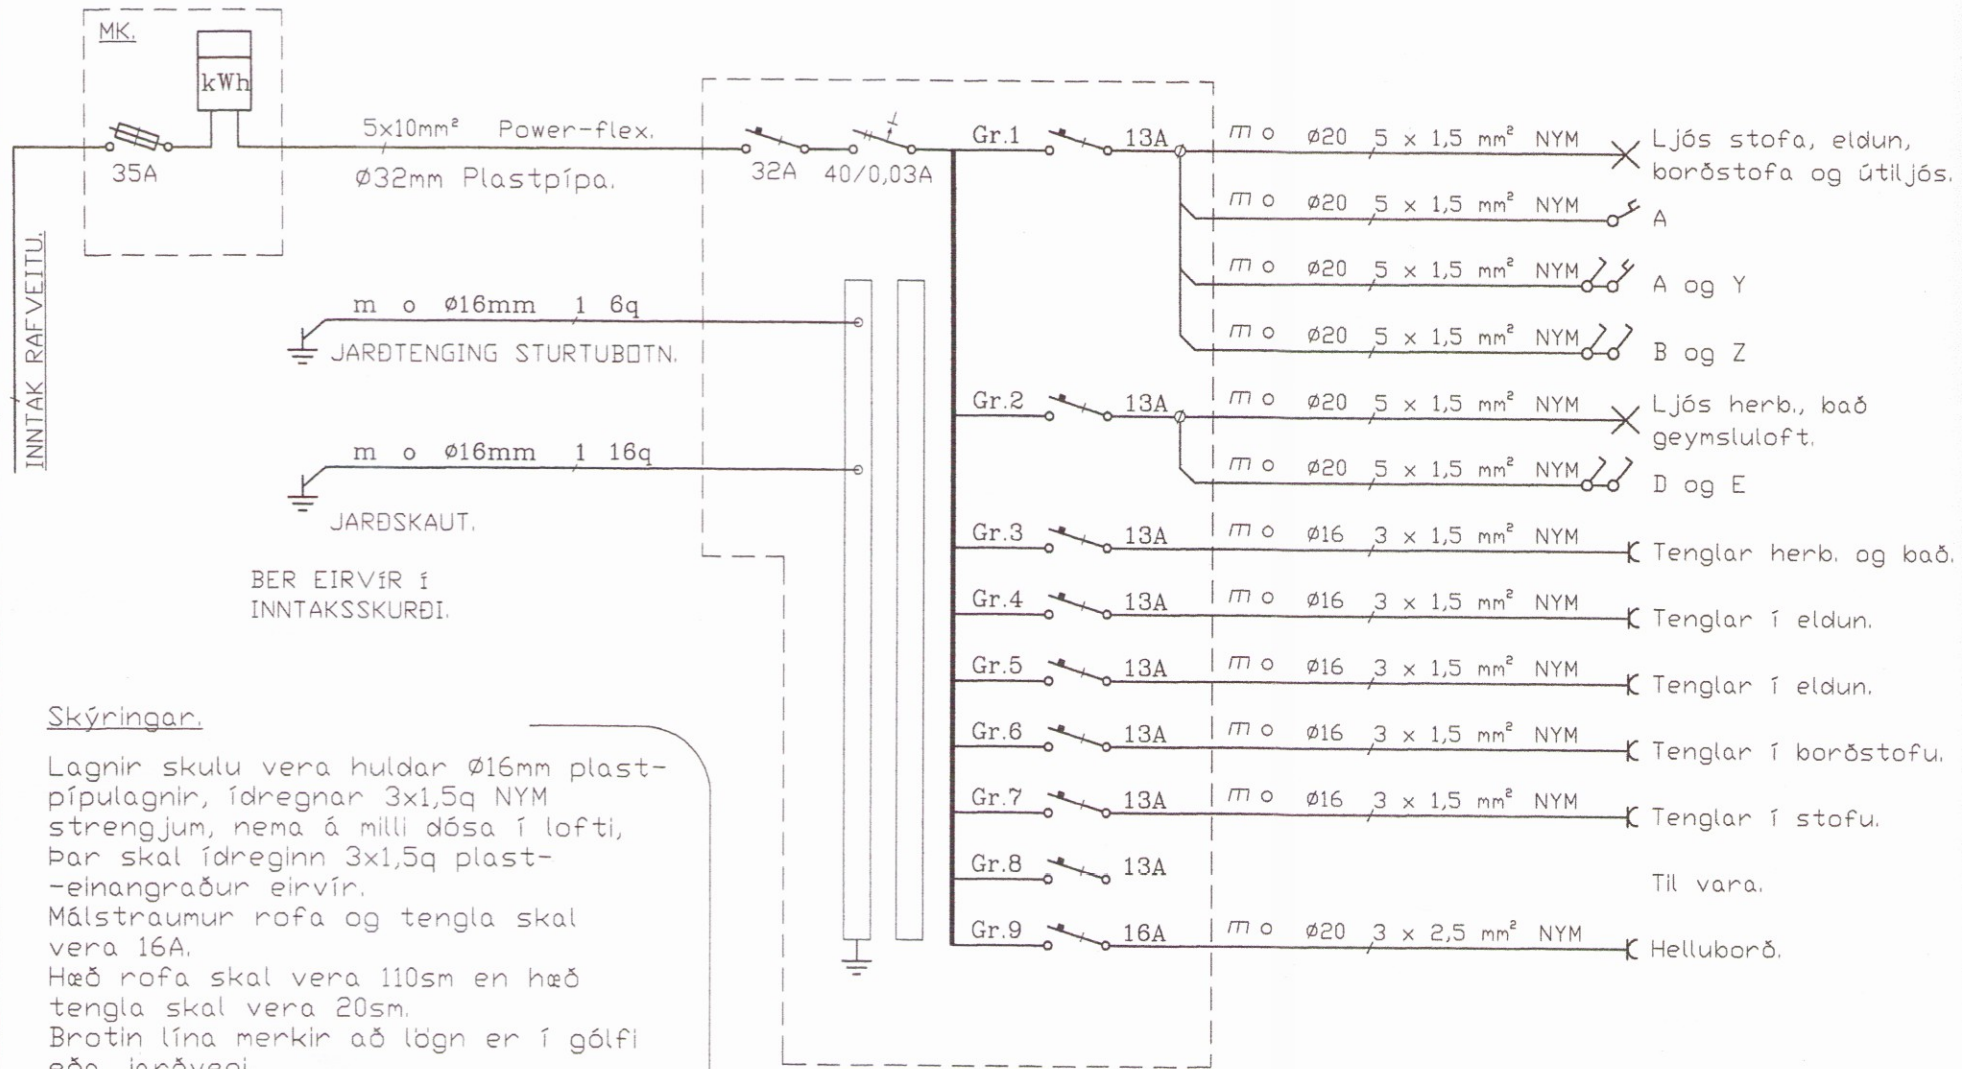 MK.
kWh
35A
INNTAK RAFVEITU.
5x10mm² Power-flex.
ø32mm Plastpípa.
32A 40/0,03A
m o ø16mm 1 6q
JARÐTENGING STURTUBOTN.
m o ø16mm 1 16q
JARÐSKAUT.
BER EIRVÍR Í
INNTAKSSKURÐI.
Gr.1 13A m o ø20 5 x 1,5 mm² NYM Ljós stofa, eldun,
borðstofa og útiljós.
m o ø20 5 x 1,5 mm² NYM A
m o ø20 5 x 1,5 mm² NYM A og Y
m o ø20 5 x 1,5 mm² NYM B og Z
Gr.2 13A m o ø20 5 x 1,5 mm² NYM Ljós herb., bað
geymsluloft.
m o ø20 5 x 1,5 mm² NYM D og E
Gr.3 13A m o ø16 3 x 1,5 mm² NYM Tenglar herb. og bað.
Gr.4 13A m o ø16 3 x 1,5 mm² NYM Tenglar í eldun.
Gr.5 13A m o ø16 3 x 1,5 mm² NYM Tenglar í eldun.
Gr.6 13A m o ø16 3 x 1,5 mm² NYM Tenglar í borðstofu.
Gr.7 13A m o ø16 3 x 1,5 mm² NYM Tenglar í stofu.
Gr.8 13A Til vara.
Gr.9 16A m o ø20 3 x 2,5 mm² NYM Helluborð.
Skýringar.
Lagnir skulu vera huldar ø16mm plast-
pípulagnir, ídregnar 3x1,5q NYM
strengjum, nema á milli dósa í lofti,
Þar skal ídreginn 3x1,5q plast-
-einangraður eirvír.
Málstraumur rofa og tengla skal
vera 16A.
Hæð rofa skal vera 110sm en hæð
tengla skal vera 20sm.
Brotin lína merkir að lögn er í gólfi
eða jarðvegi.